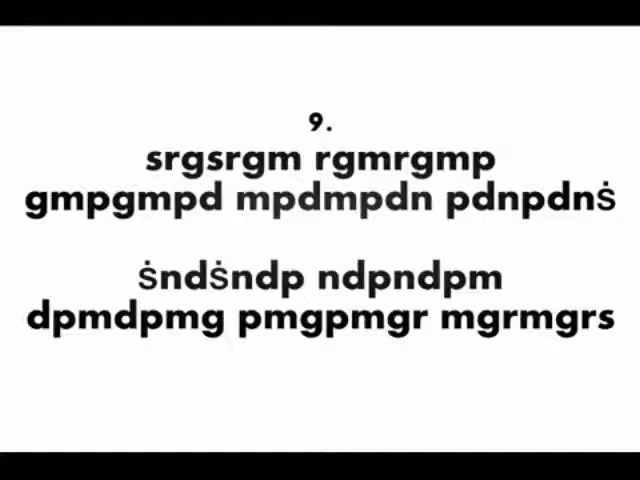 9.
srgsrgm rgmrgmp
gmpgmpd mpdmpdn pdnpdnṡ
ṡndṡndp ndpndpm
dpmdpmg pmgpmgr mgrmgrs